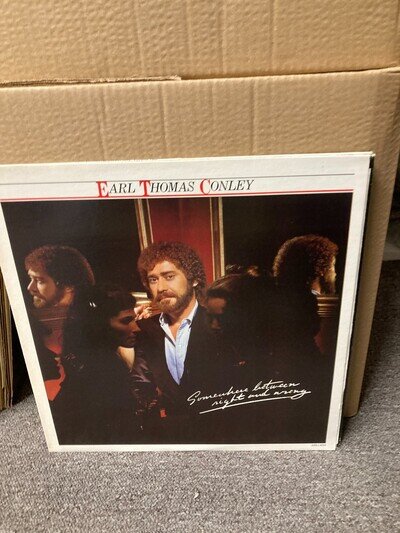 EARL THOMAS CONLEY
Somewhere between
right and wrong